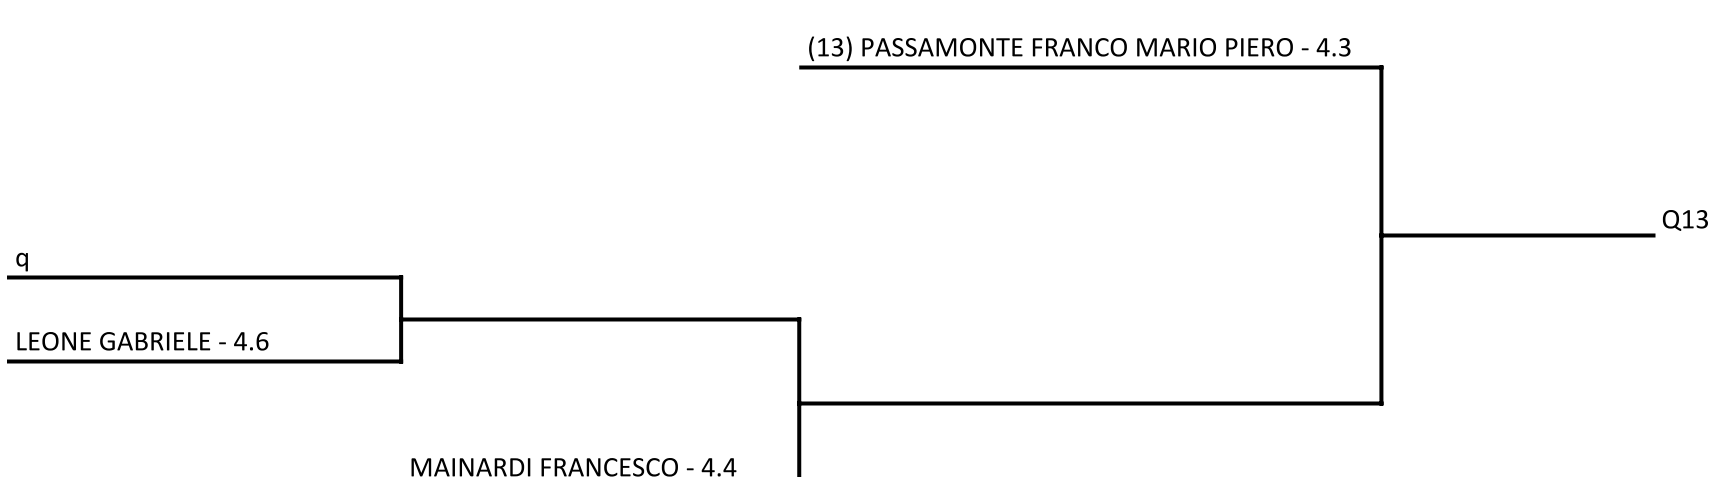 (13) PASSAMONTE FRANCO MARIO PIERO - 4.3
Q13
q
LEONE GABRIELE - 4.6
MAINARDI FRANCESCO - 4.4